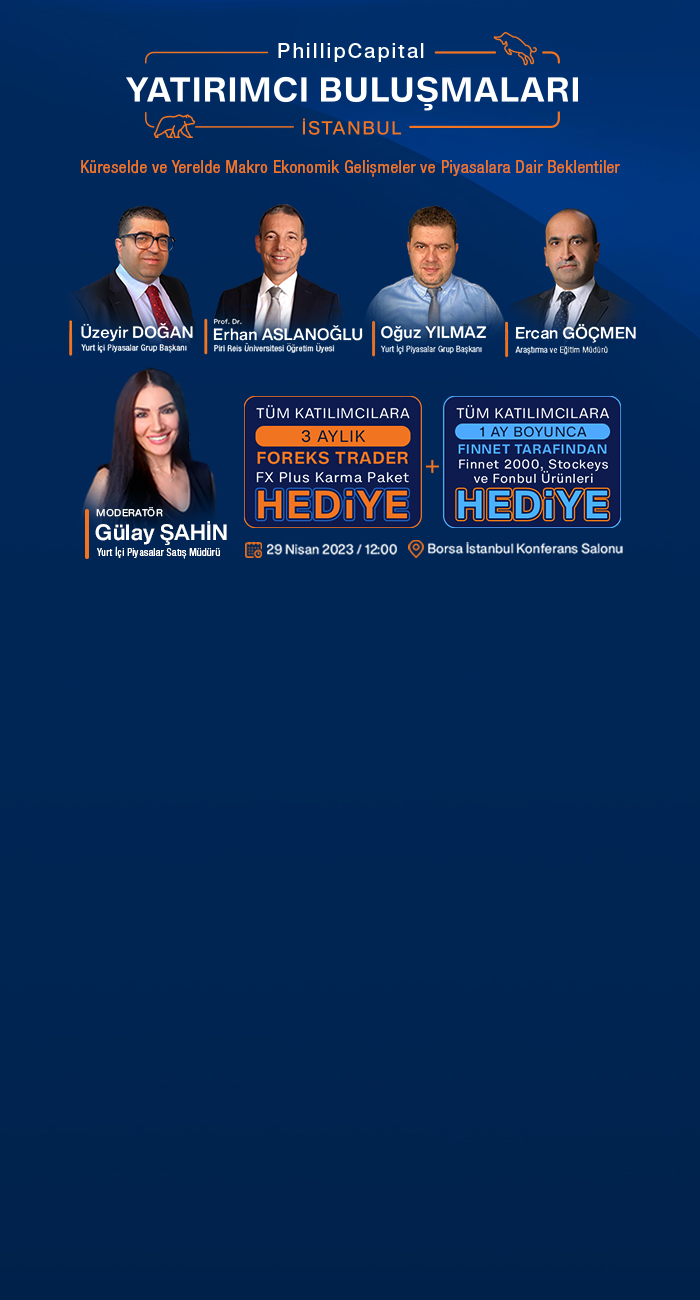 PhillipCapital
YATIRIMCI BULUŞMALARI
İSTANBUL
Küreselde ve Yerelde Makro Ekonomik Gelişmeler ve Piyasalara Dair Beklentiler
Üzeyir DOĞAN
Yurt İçi Piyasalar Grup Başkanı
Prof. Dr.
Erhan ASLANOĞLU
Piri Reis Üniversitesi Öğretim Üyesi
Oğuz YILMAZ
Yurt İçi Piyasalar Grup Başkanı
Ercan GÖÇMEN
Araştırma ve Eğitim Müdürü
MODERATÖR
Gülay ŞAHİN
Yurt İçi Piyasalar Satış Müdürü
TÜM KATILIMCILARA
3 AYLIK
FOREKS TRADER
FX Plus Karma Paket
HEDİYE
+
TÜM KATILIMCILARA
1 AY BOYUNCA
FINNET TARAFINDAN
Finnet 2000, Stockeys
ve Fonbul Ürünleri
HEDİYE
29 Nisan 2023 / 12:00
Borsa İstanbul Konferans Salonu